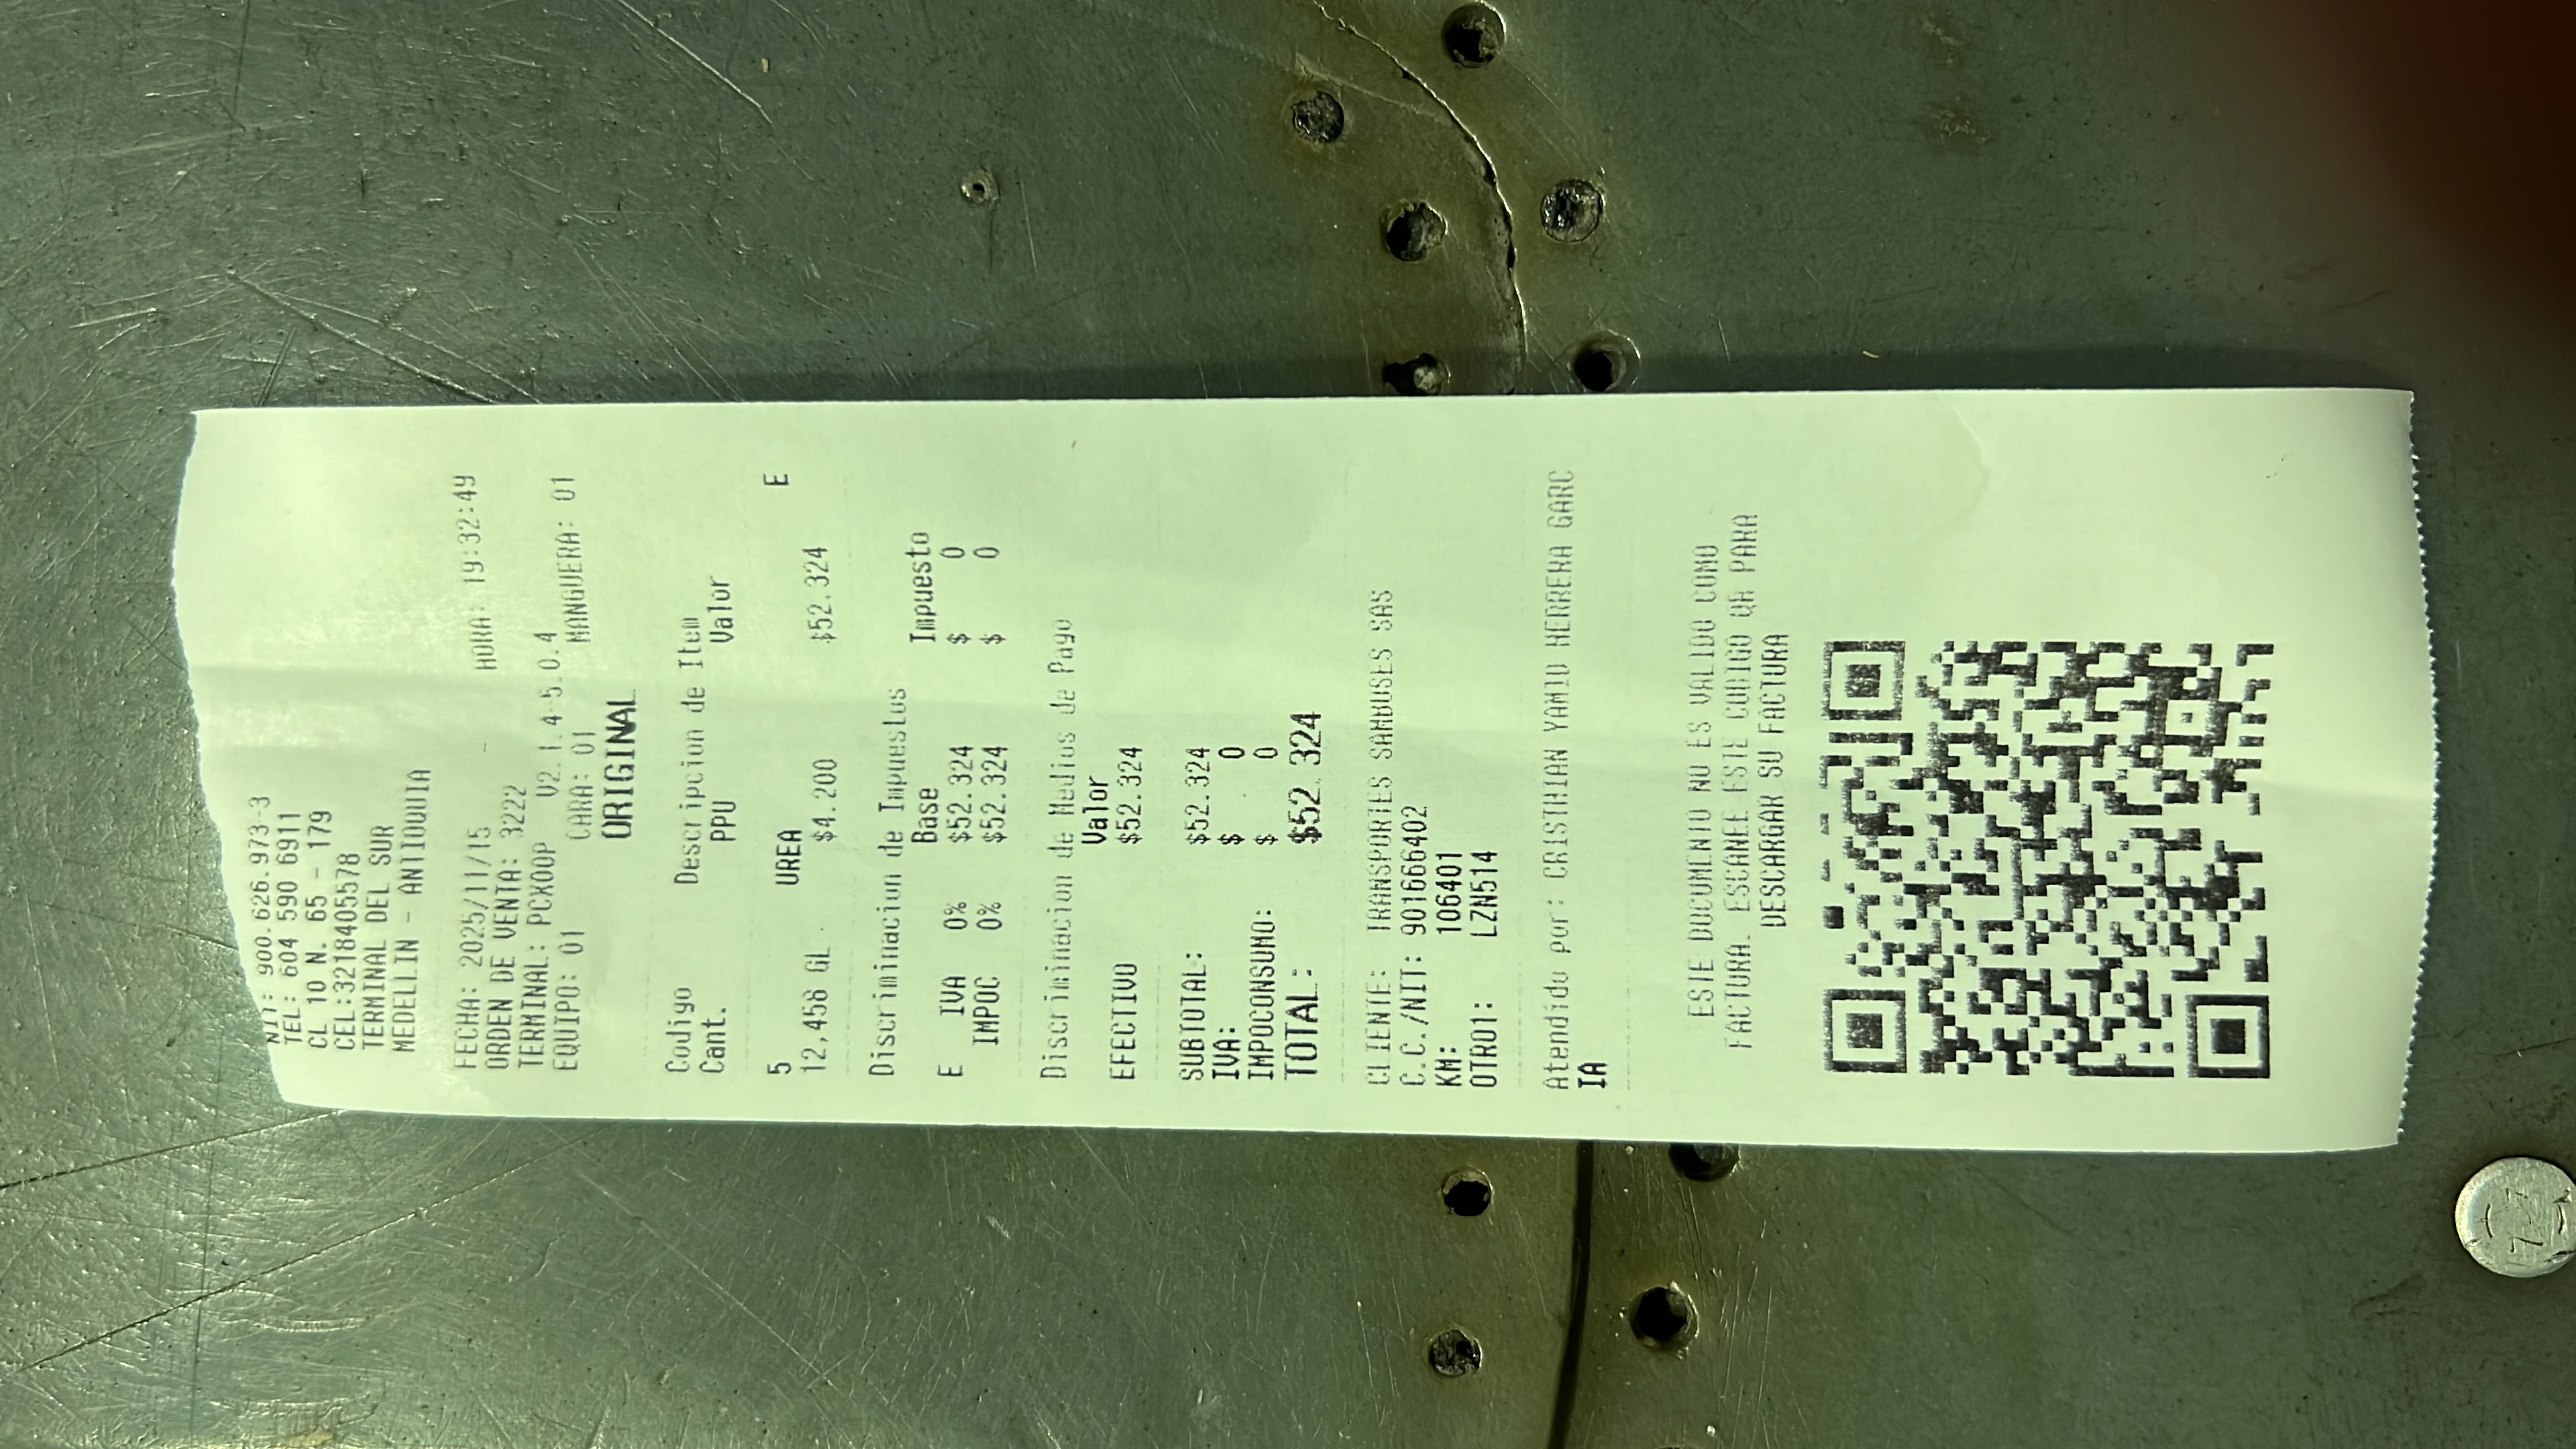 NIT: 900.626.973-3
TEL: 604 590 6911
CL 10 N. 65 - 179
CEL:3218405578
TERMINAL DEL SUR
MEDELLIN - ANTIOQUIA
FECHA: 2025/11/15 HORA: 19:32:49
ORDEN DE VENTA: 3222
TERMINAL: PCX00P V2.1.4-5.0.4
EQUIPO: 01 CARA: 01 MANGUERA: 01
ORIGINAL
Codigo Descripcion de Item
Cant. PPU Valor
5 UREA E
12,458 GL $4.200 $52.324
Discriminacion de Impuestos
Base Impuesto
E IVA 0% $52.324 $ 0
IMPOC 0% $52.324 $ 0
Discriminacion de Medios de Pago
Valor
EFECTIVO $52.324
SUBTOTAL: $52.324
IVA: $ 0
IMPOCONSUMO: $ 0
TOTAL: $52.324
CLIENTE: TRANSPORTES SAMBUSES SAS
C.C./NIT: 901666402
KM: 106401
OTRO1: LZN514
Atendido por: CRISTHIAN YAMID HERRERA GARC
IA
ESTE DOCUMENTO NO ES VALIDO COMO
FACTURA. ESCANEE ESTE CODIGO QR PARA
DESCARGAR SU FACTURA